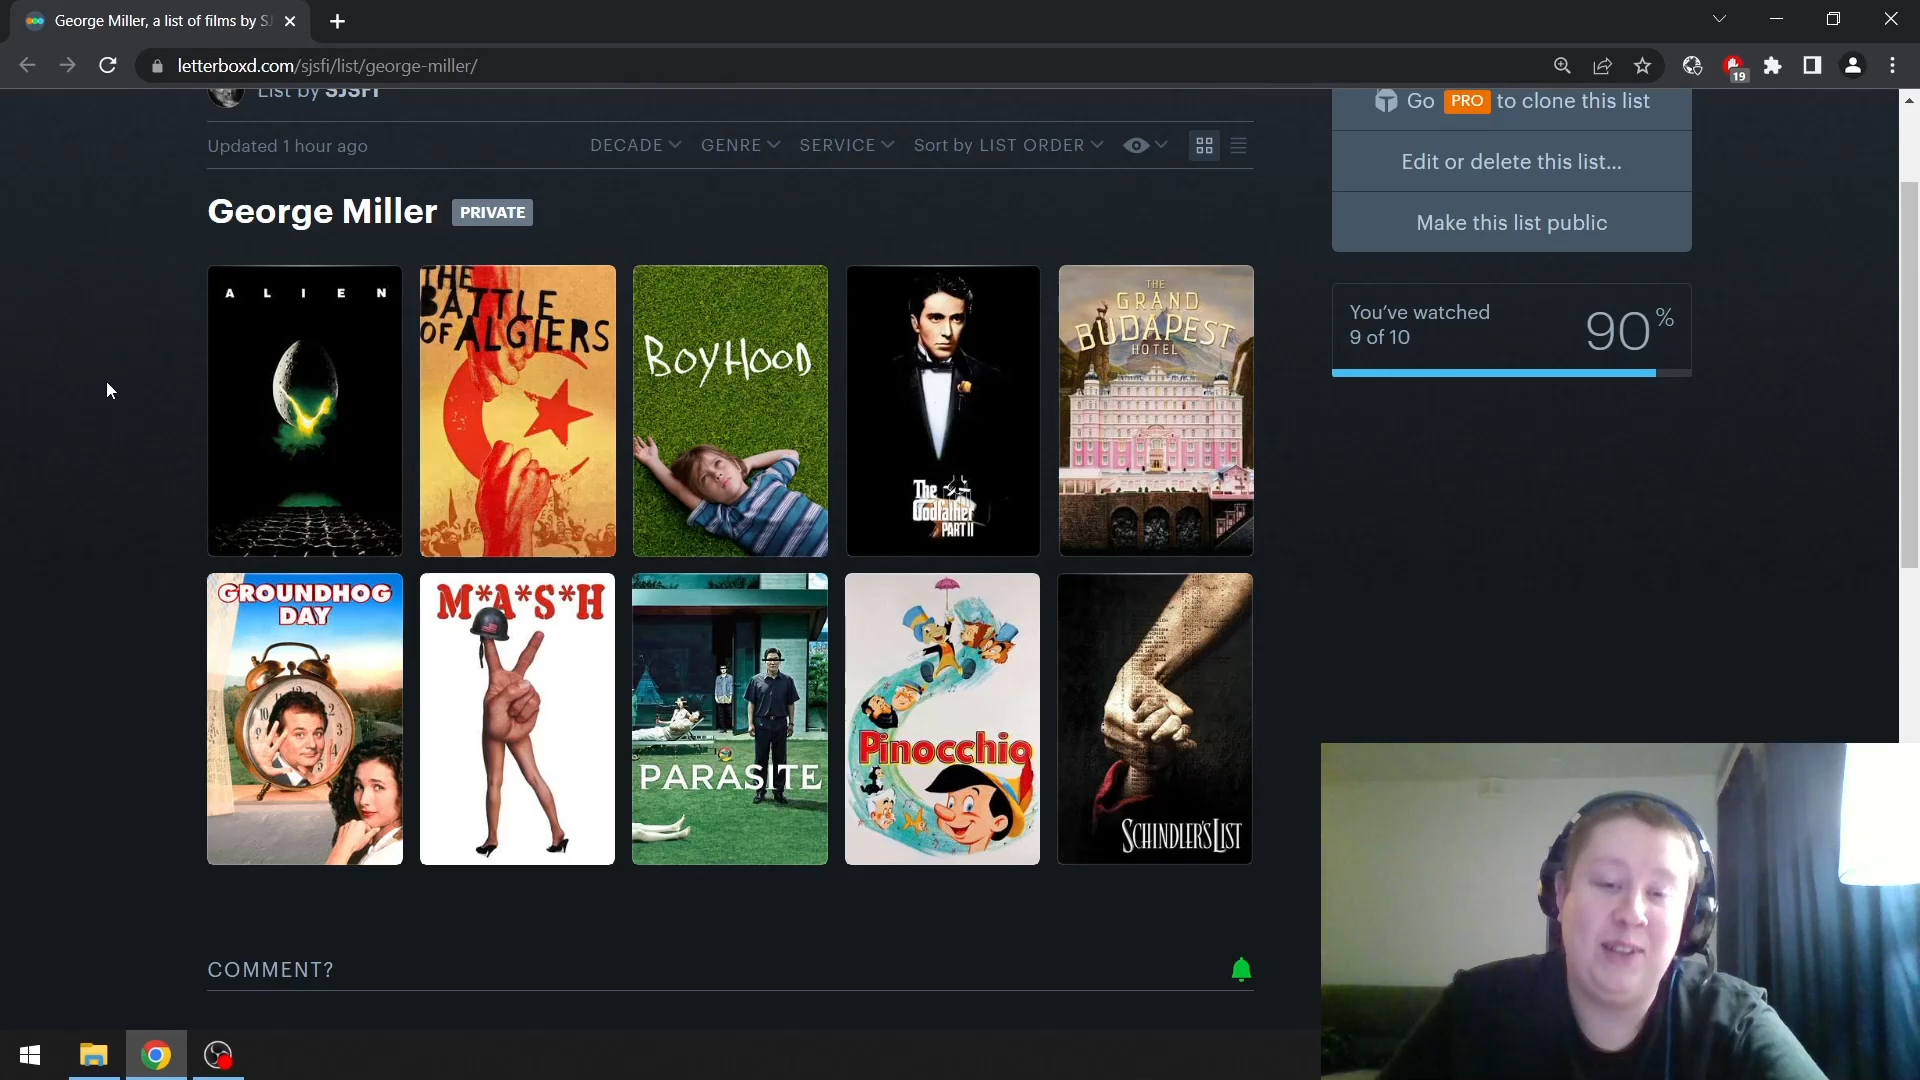 George Miller, a list of films by SJ
letterboxd.com/sjsfi/list/george-miller/
19
List by SJSFI
Updated 1 hour ago
DECADE
GENRE
SERVICE
Sort by LIST ORDER
George Miller
PRIVATE
Go PRO to clone this list
Edit or delete this list...
Make this list public
You've watched
9 of 10
90%
ALIEN
THE
BATTLE
OF ALGIERS
BOYHOOD
The
Godfather
PART II
THE
GRAND
BUDAPEST
HOTEL
GROUNDHOG
DAY
M*A*S*H
PARASITE
Pinocchio
SCHINDLER'S LIST
COMMENT?